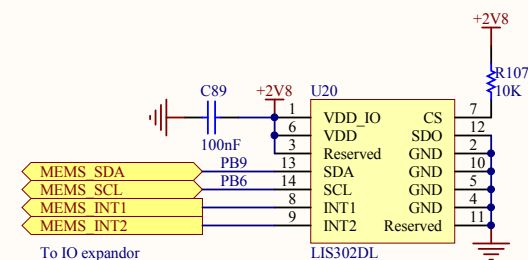 +2V8
R107
10K
C89
+2V8
U20
100nF
1 VDD_IO CS 7
6 VDD SDO 12
3 Reserved GND 2
MEMS_SDA PB9 13 SDA GND 10
MEMS_SCL PB6 14 SCL GND 5
MEMS_INT1 8 INT1 GND 4
MEMS_INT2 9 INT2 Reserved 11
To IO expandor
LIS302DL